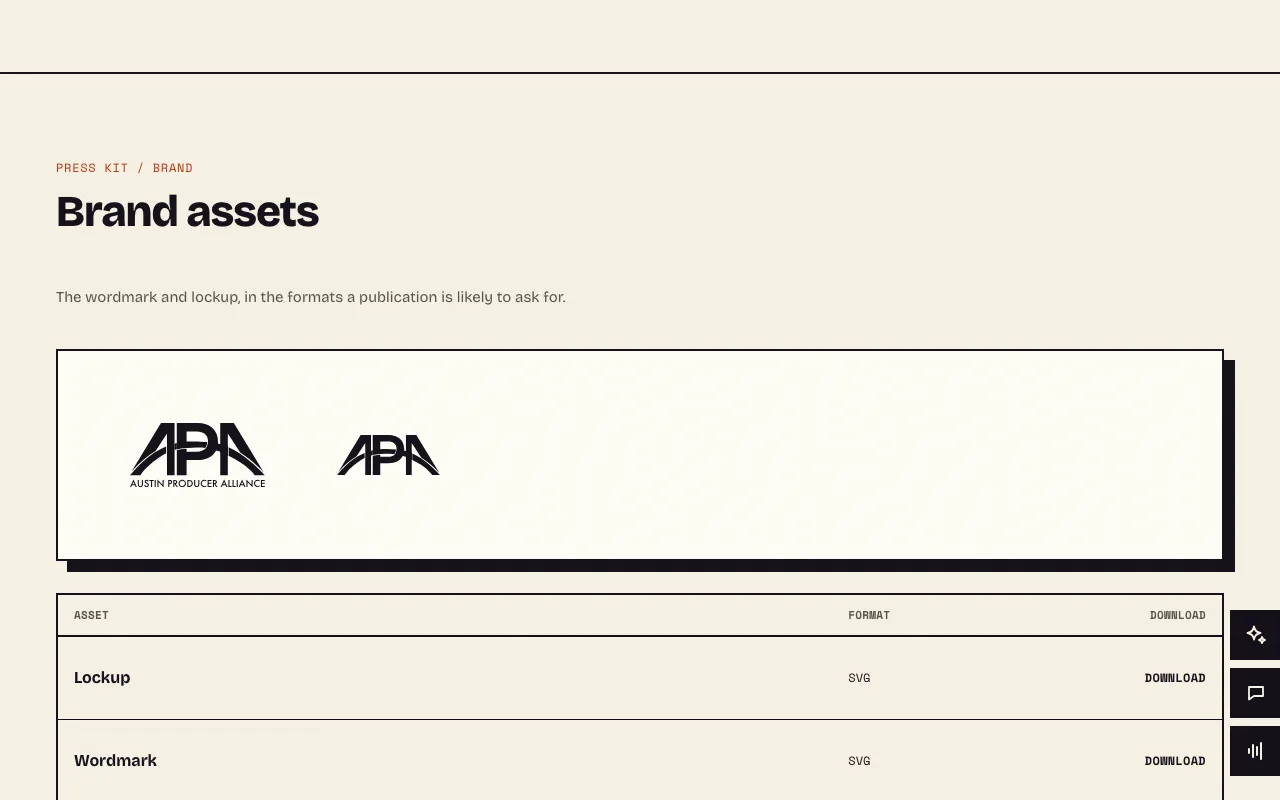 PRESS KIT / BRAND
Brand assets
The wordmark and lockup, in the formats a publication is likely to ask for.
APA APA
AUSTIN PRODUCER ALLIANCE
ASSET FORMAT DOWNLOAD
Lockup SVG DOWNLOAD
Wordmark SVG DOWNLOAD